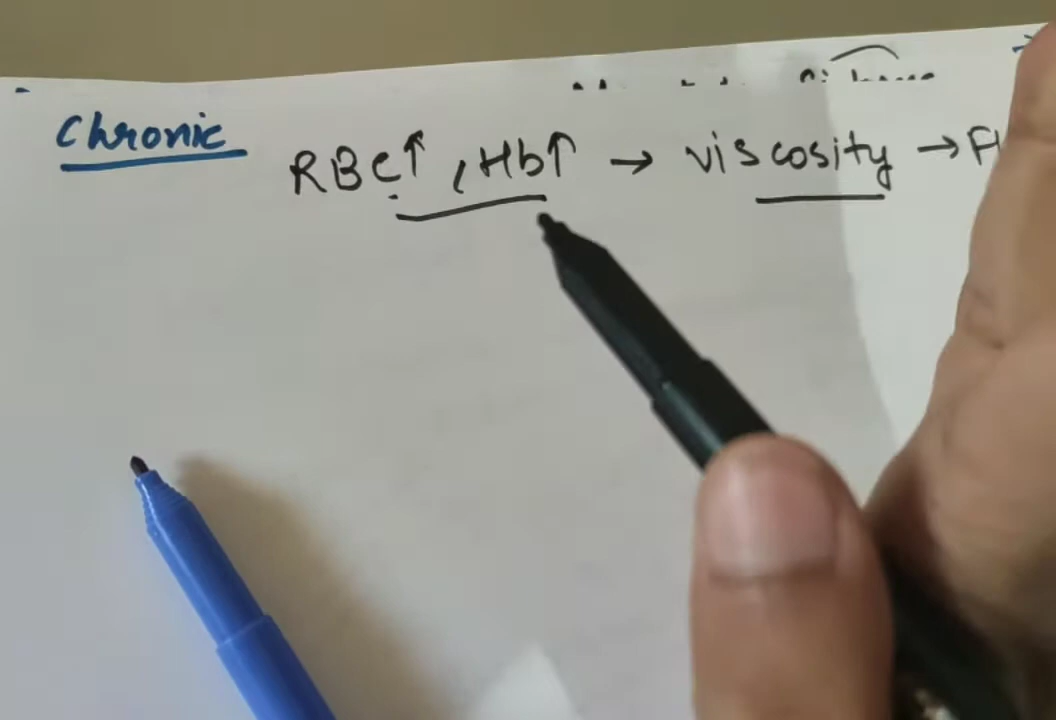 Chronic RBC↑, Hb↑ → viscosity →